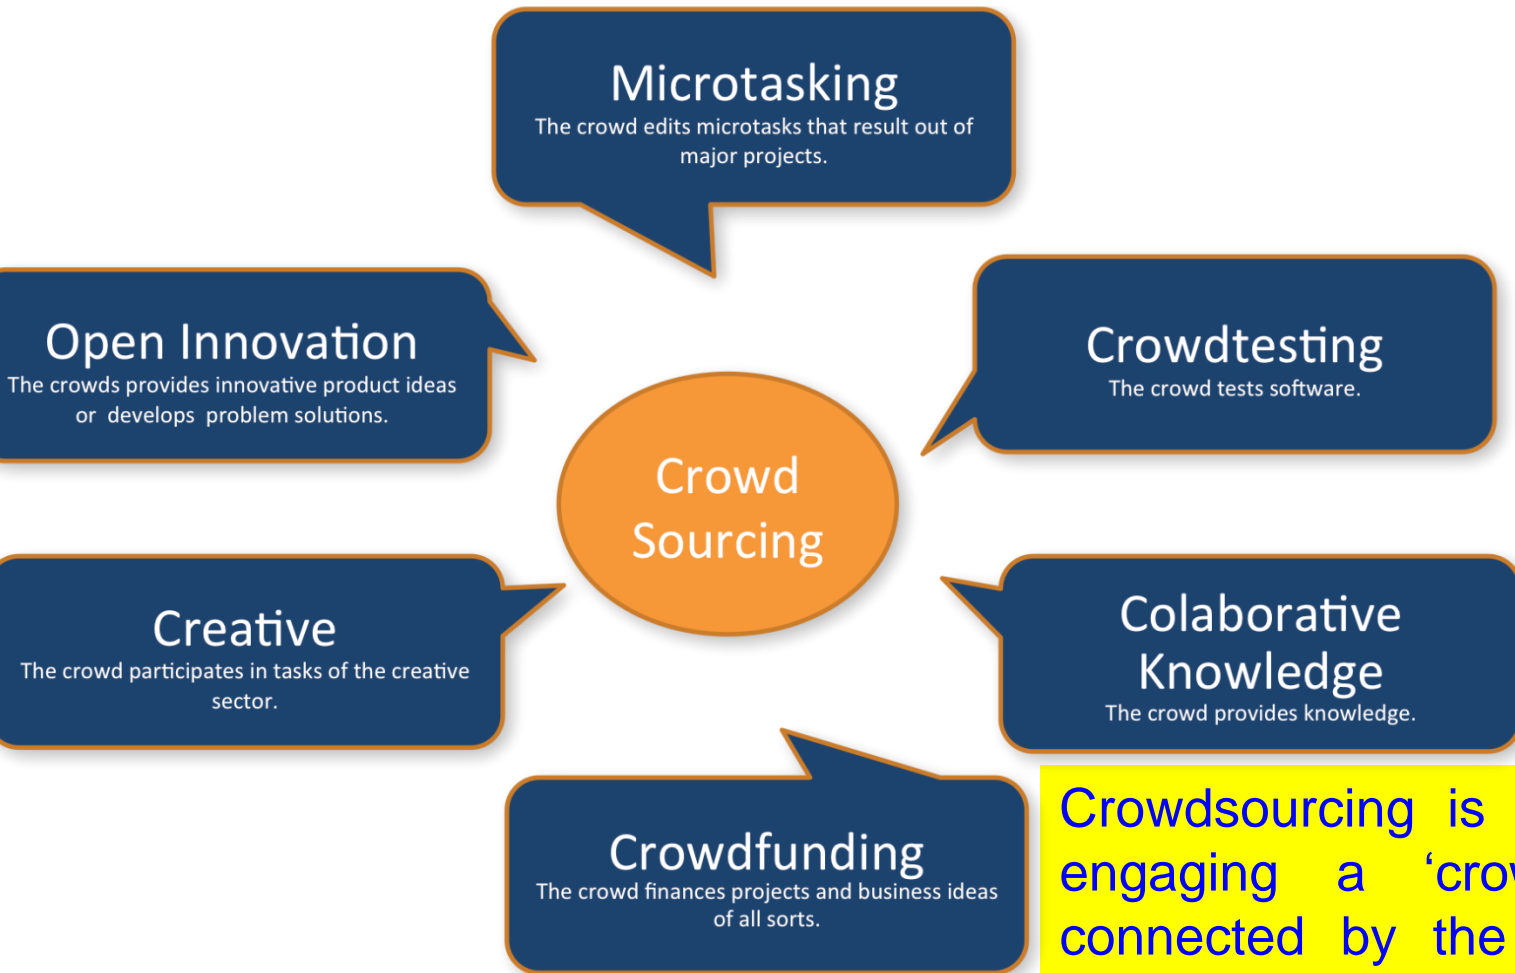 Microtasking
The crowd edits microtasks that result out of
major projects.
Open Innovation
The crowds provides innovative product ideas
or develops problem solutions.
Crowdtesting
The crowd tests software.
Crowd
Sourcing
Creative
The crowd participates in tasks of the creative
sector.
Colaborative
Knowledge
The crowd provides knowledge.
Crowdfunding
The crowd finances projects and business ideas
of all sorts.
Crowdsourcing is
engaging a
connected by the